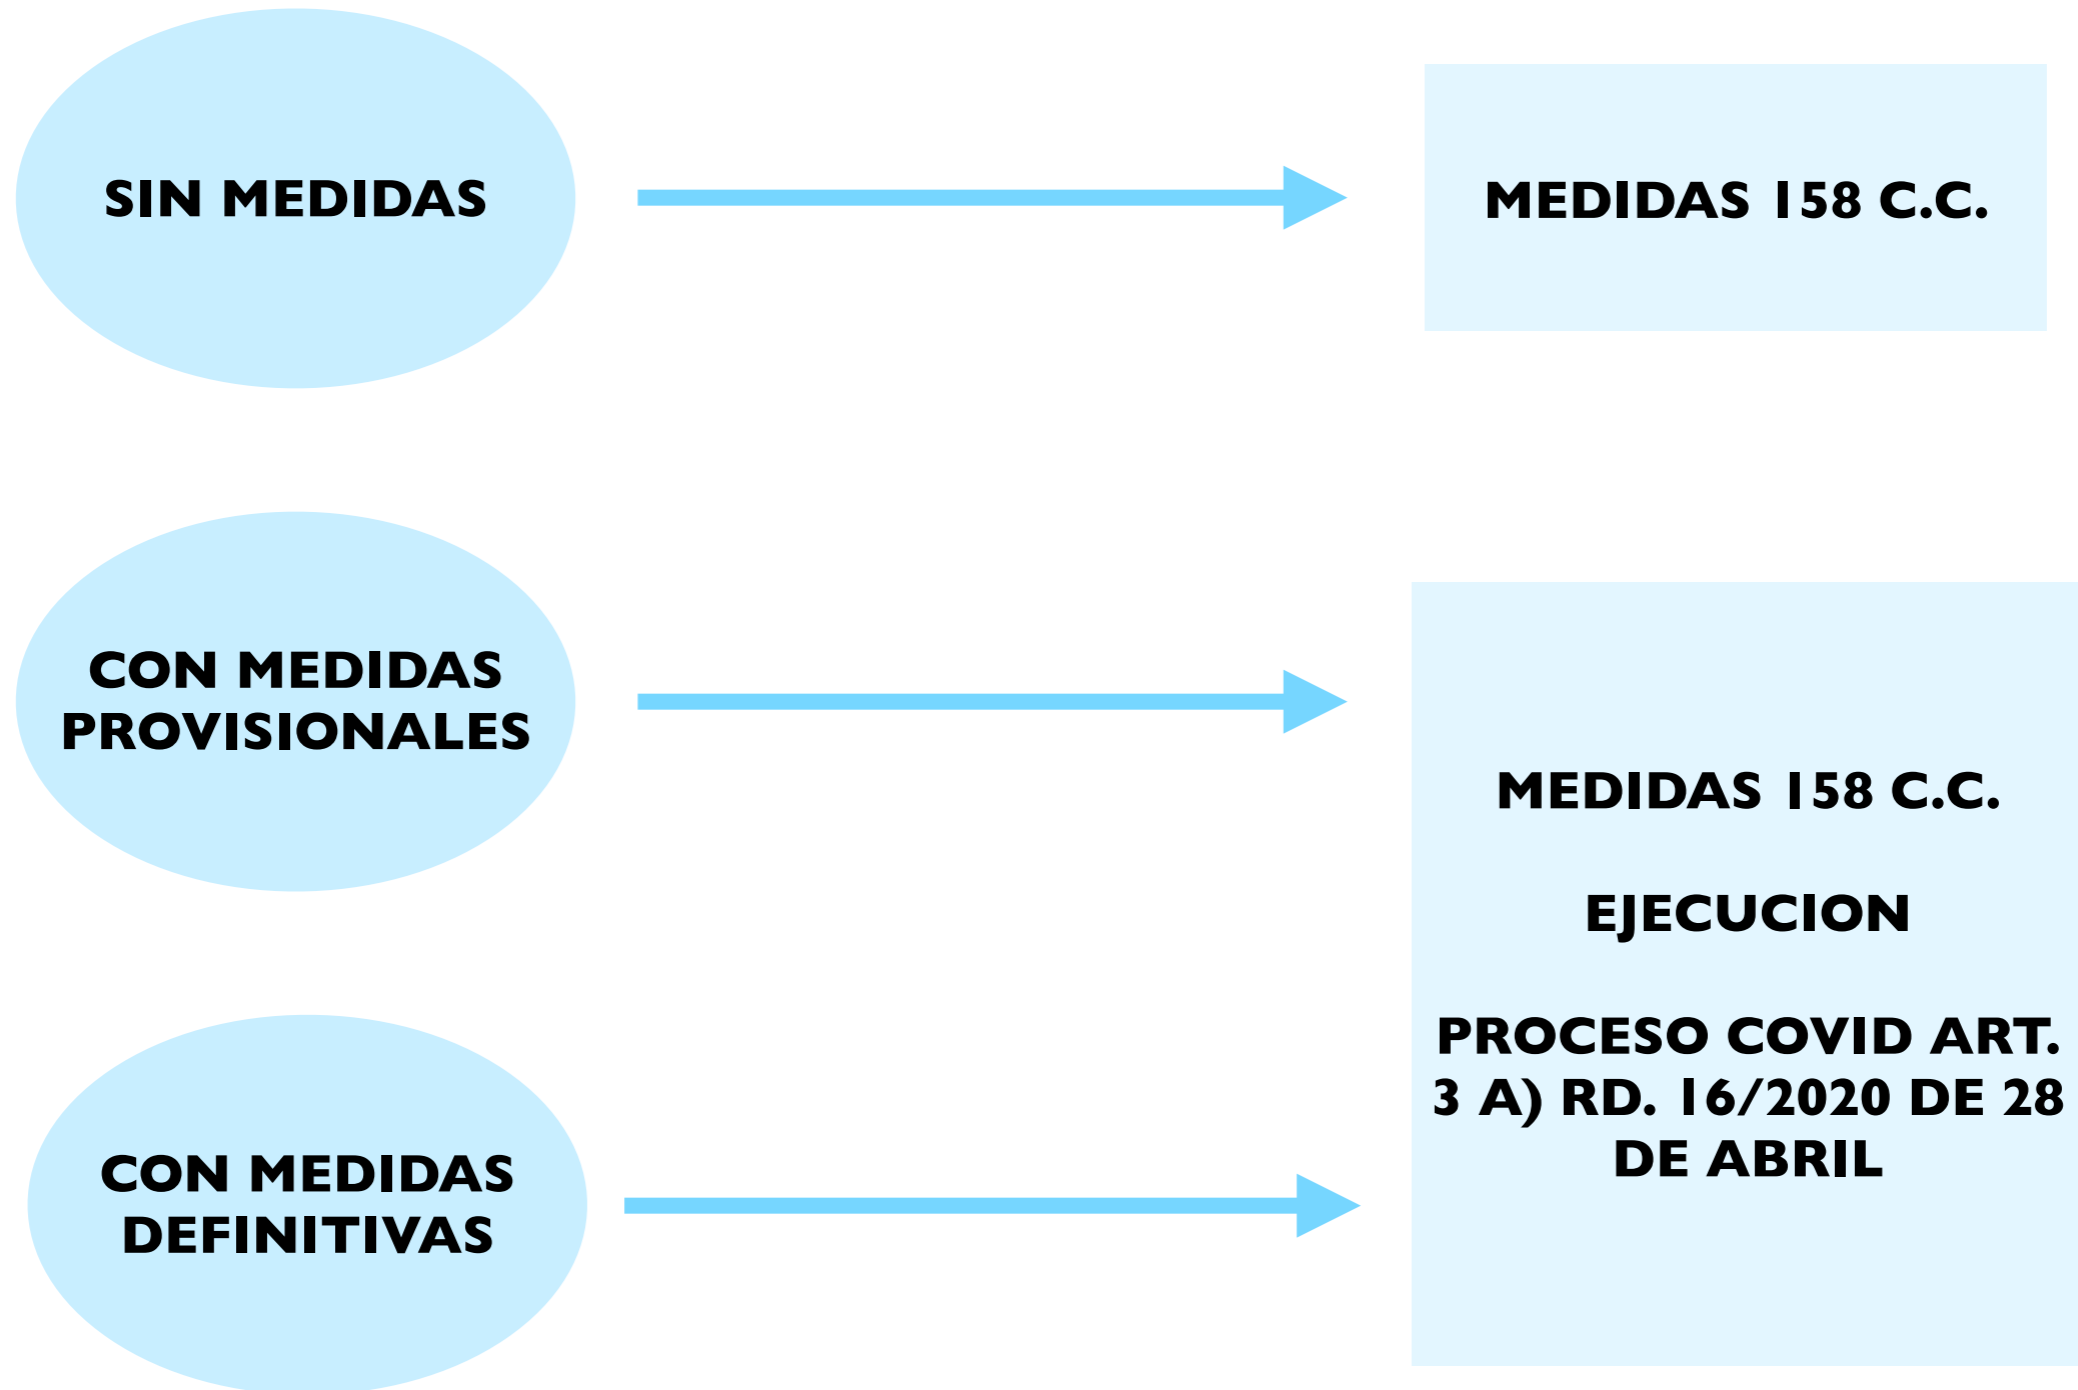 SIN MEDIDAS
MEDIDAS 158 C.C.
CON MEDIDAS
PROVISIONALES
CON MEDIDAS
DEFINITIVAS
MEDIDAS 158 C.C.
EJECUCION
PROCESO COVID ART.
3 A) RD. 16/2020 DE 28
DE ABRIL